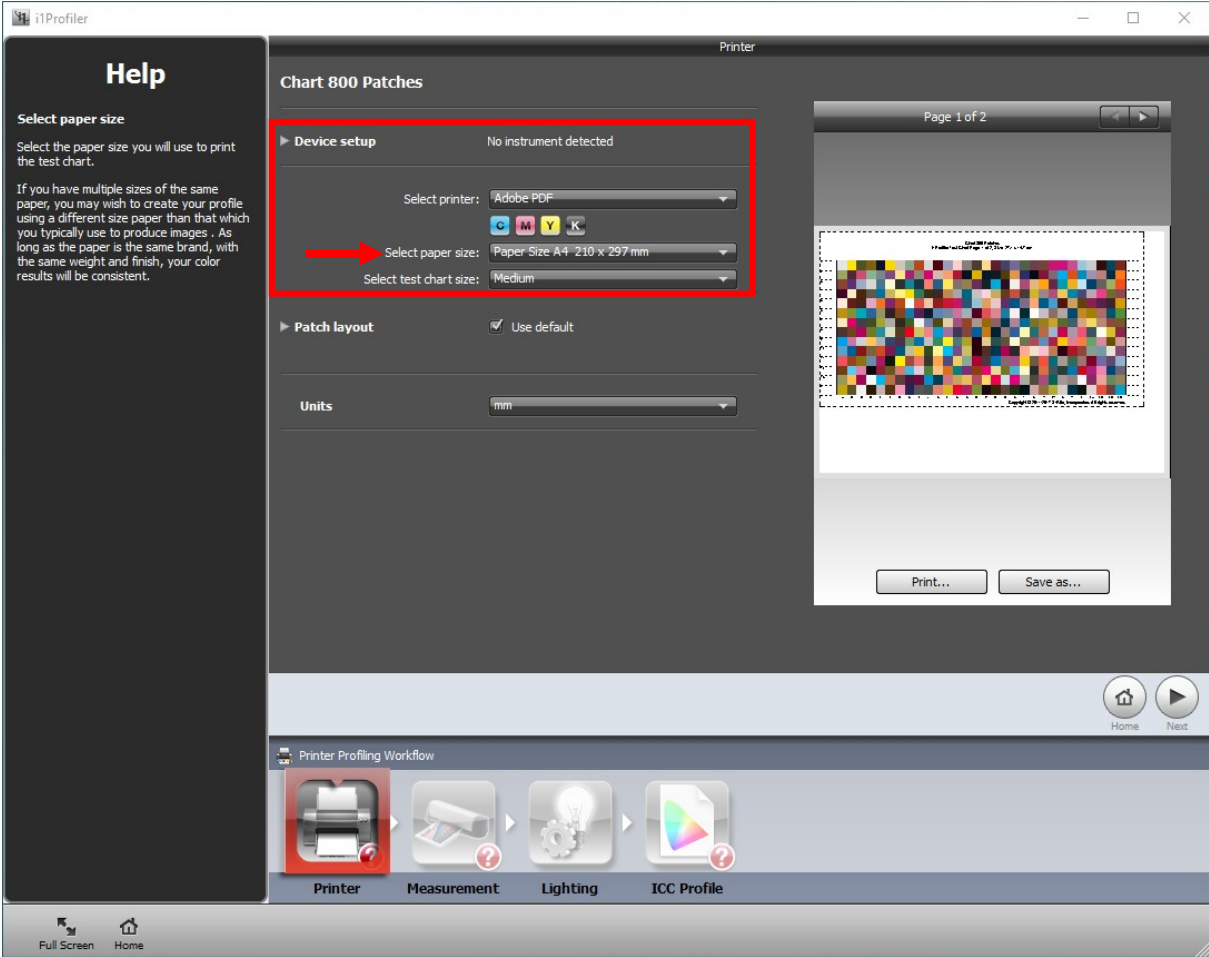 i1Profiler
Printer
Help
Select paper size
Select the paper size you will use to print
the test chart.
If you have multiple sizes of the same
paper, you may wish to create your profile
using a different size paper than that which
you typically use to produce images . As
long as the paper is the same brand, with
the same weight and finish, your color
results will be consistent.
Chart 800 Patches
Device setup No instrument detected
Select printer: Adobe PDF
C M Y K
Select paper size: Paper Size A4 210 x 297 mm
Select test chart size: Medium
Patch layout Use default
Units mm
Page 1 of 2
Chart 800 Patches
Print... Save as...
Home Next
Printer Profiling Workflow
? ? ?
Printer Measurement Lighting ICC Profile
Full Screen Home